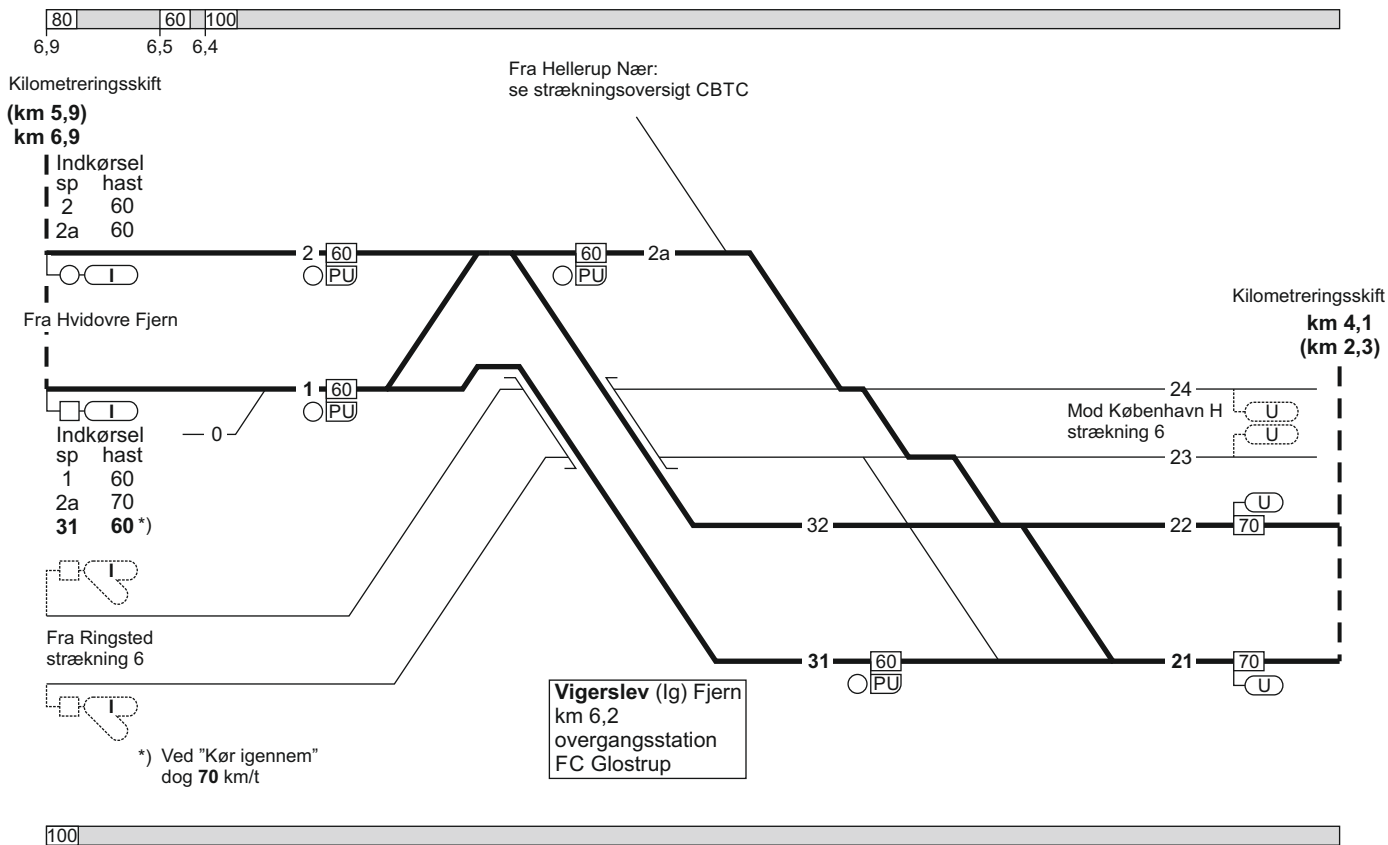 80 60 100
6,9 6,5 6,4
Kilometreringsskift
(km 5,9)
km 6,9
Fra Hellerup Nær:
se strækningsoversigt CBTC
Indkørsel
sp hast
2 60
2a 60
2 60
60 2a
I
PU
PU
Fra Hvidovre Fjern
Kilometreringsskift
km 4,1
(km 2,3)
1 60
24
I
PU
Mod København H
strækning 6
U
U
0
23
Indkørsel
sp hast
1 60
2a 70
31 60 *)
U
32
22 70
I
Fra Ringsted
strækning 6
31 60
21 70
PU
U
I
Vigerslev (Ig) Fjern
km 6,2
overgangsstation
FC Glostrup
*) Ved "Kør igennem"
dog 70 km/t
100